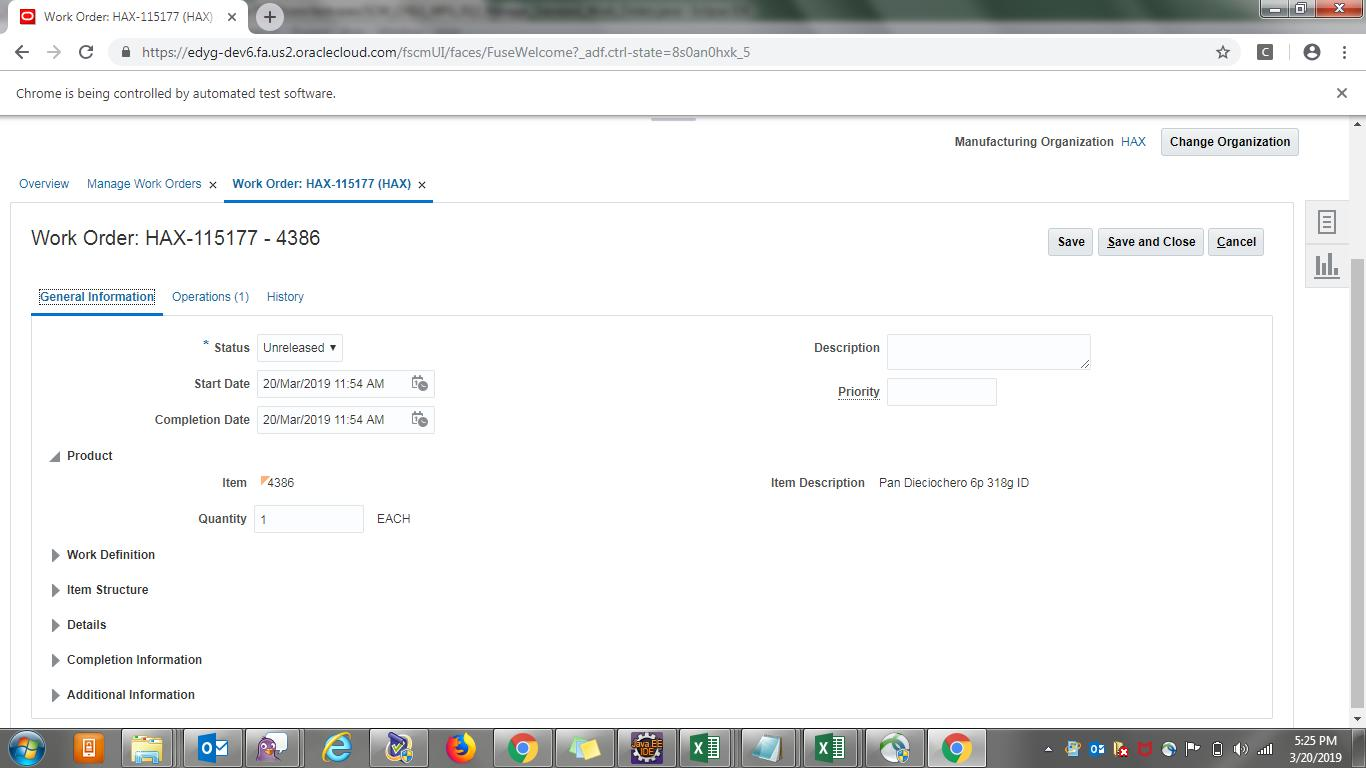 Work Order: HAX-115177 (HAX)
https://edyg-dev6.fa.us2.oraclecloud.com/fscmUI/faces/FuseWelcome?_adf.ctrl-state=8s0an0hxk_5
C
Chrome is being controlled by automated test software.
Manufacturing Organization HAX Change Organization
Overview Manage Work Orders Work Order: HAX-115177 (HAX)
Work Order: HAX-115177 - 4386
Save Save and Close Cancel
General Information Operations (1) History
* Status Unreleased Description
Start Date 20/Mar/2019 11:54 AM Priority
Completion Date 20/Mar/2019 11:54 AM
Product
Item 4386 Item Description Pan Dieciochero 6p 318g ID
Quantity 1 EACH
Work Definition
Item Structure
Details
Completion Information
Additional Information
Java EE
IDE
5:25 PM
3/20/2019